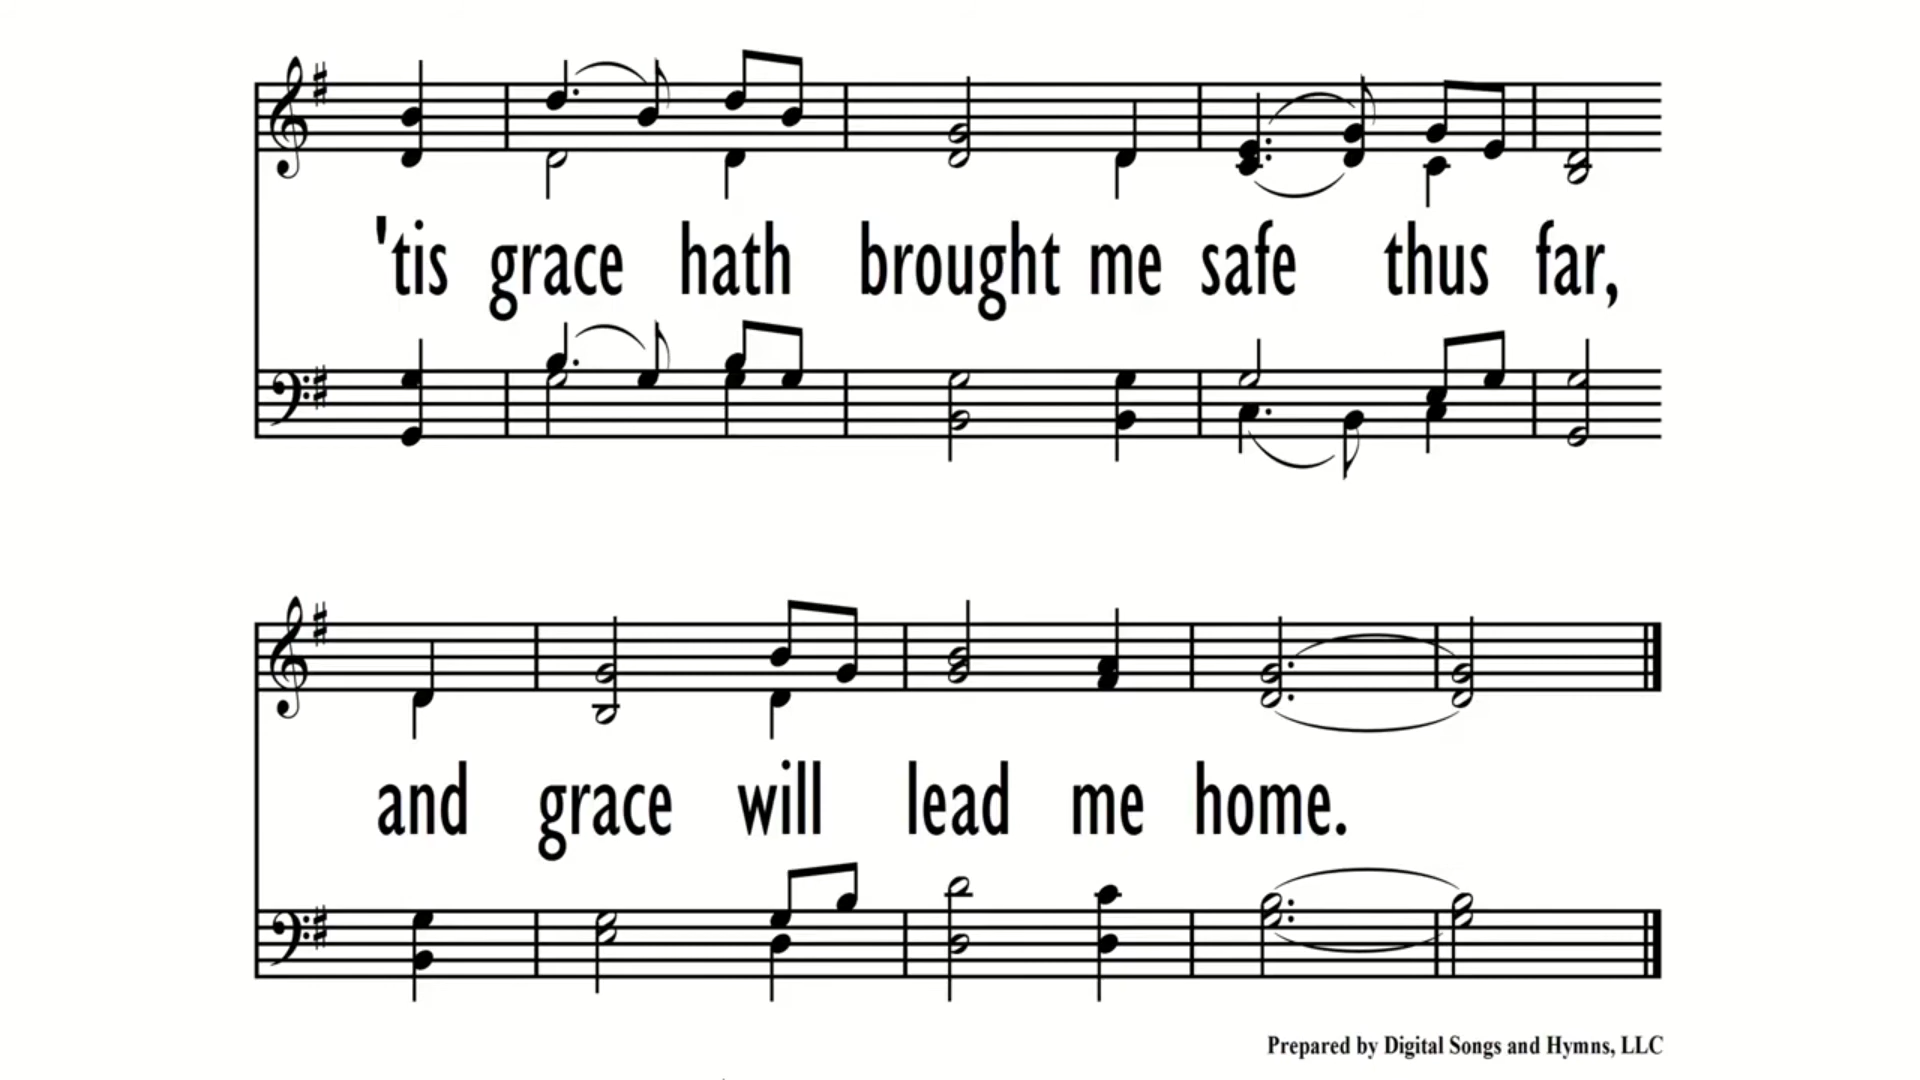 'tis grace hath brought me safe thus far,
and grace will lead me home.
Prepared by Digital Songs and Hymns, LLC